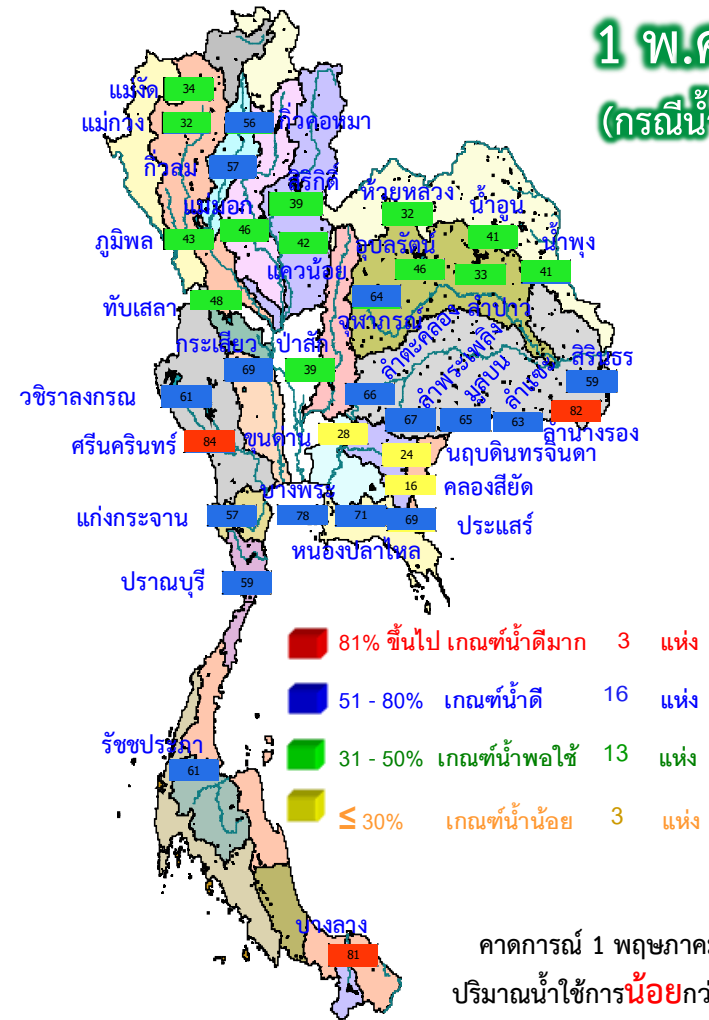 1 พ.ค
(กรณีน้ำ
แม่งัด
34
แม่กวง
32
56
กิ่วคอหมา
กิ่วลม
57
สิริกิติ์
39
ห้วยหลวง
32
น้ำอูน
41
แม่มอก
46
ภูมิพล
43
42
แควน้อย
อุบลรัตน์
46
33
ลำปาว
น้ำพุง
41
64
จุฬาภรณ์
ทับเสลา
48
กระเสียว
69
ป่าสัก
39
ลำตะคอง
66
ลำพระเพลิง
67
มูลบน
65
ลำแชะ
63
สิรินธร
59
82
ลำนางรอง
วชิราลงกรณ
61
ศรีนครินทร์
84
ขุนด่าน
28
24
นฤบดินทรจินดา
16
คลองสียัด
บางพระ
78
71
69
ประแสร์
หนองปลาไหล
แก่งกระจาน
57
ปราณบุรี
59
81% ขึ้นไป เกณฑ์น้ำดีมาก 3 แห่ง
51 - 80% เกณฑ์น้ำดี 16 แห่ง
31 - 50% เกณฑ์น้ำพอใช้ 13 แห่ง
≤ 30% เกณฑ์น้ำน้อย 3 แห่ง
รัชชประภา
61
บางลาง
81
คาดการณ์ 1 พฤษภาคม
ปริมาณน้ำใช้การน้อยกว่